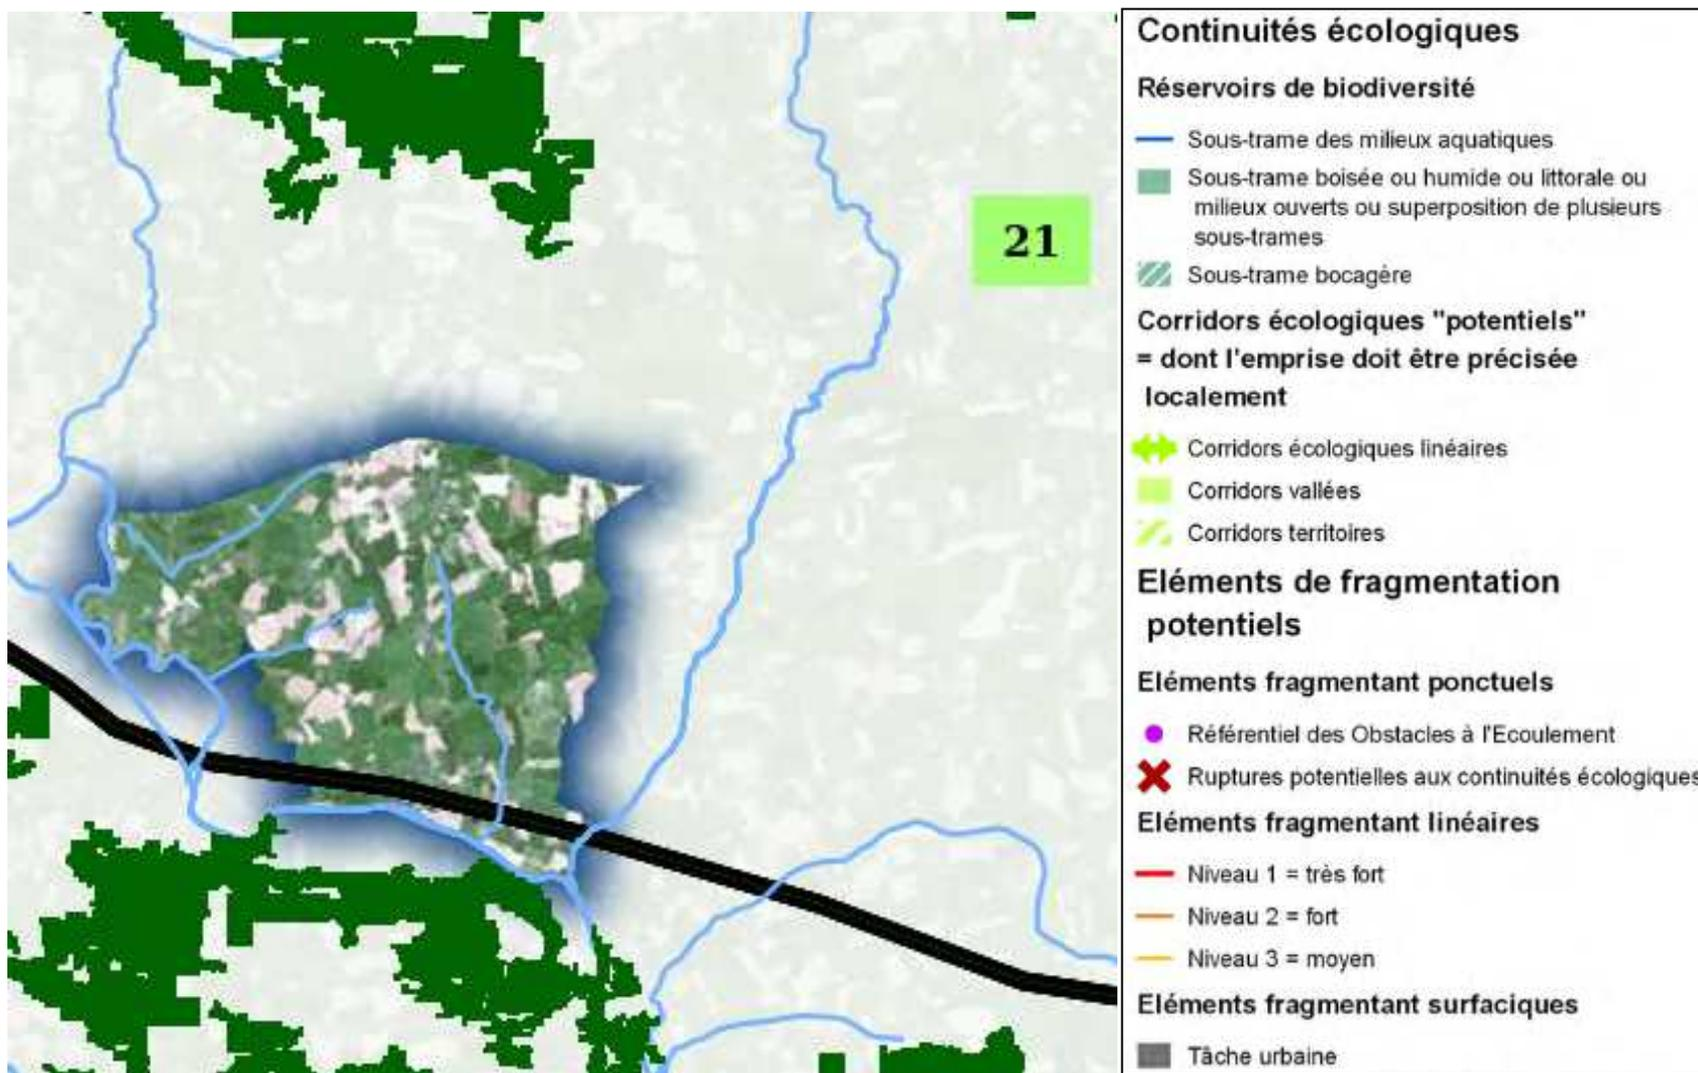 21
Continuités écologiques
Réservoirs de biodiversité
Sous-trame des milieux aquatiques
Sous-trame boisée ou humide ou littorale ou
milieux ouverts ou superposition de plusieurs
sous-trames
Sous-trame bocagère
Corridors écologiques "potentiels"
= dont l'emprise doit être précisée
localement
Corridors écologiques linéaires
Corridors vallées
Corridors territoires
Eléments de fragmentation
potentiels
Eléments fragmentant ponctuels
Référentiel des Obstacles à l'Ecoulement
Ruptures potentielles aux continuités écologiques
Eléments fragmentant linéaires
Niveau 1 = très fort
Niveau 2 = fort
Niveau 3 = moyen
Eléments fragmentant surfaciques
Tâche urbaine